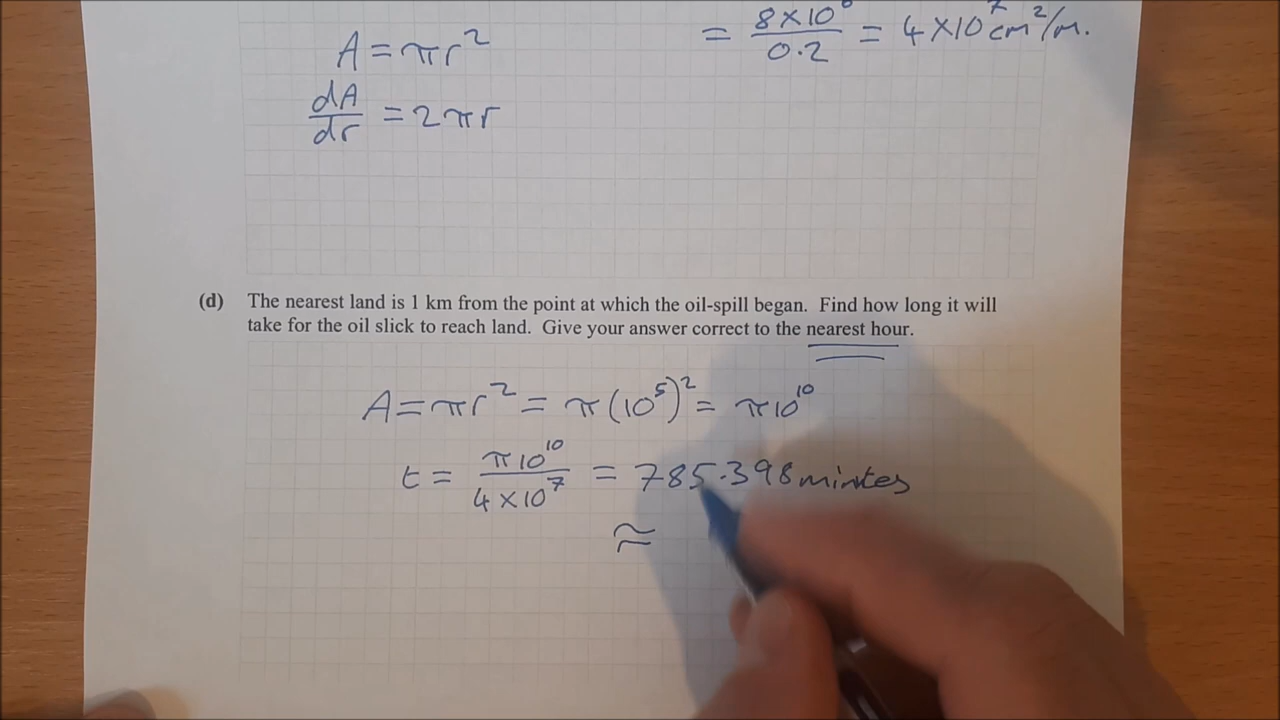 A = πr²
= 8×10⁶/0.2 = 4×10⁷ cm²/m.
dA/dr = 2πr
(d) The nearest land is 1 km from the point at which the oil-spill began. Find how long it will
take for the oil slick to reach land. Give your answer correct to the nearest hour.
A = πr² = π(10⁵)² = π10¹⁰
t = π10¹⁰/4×10⁷ = 785.398 mintes
≈